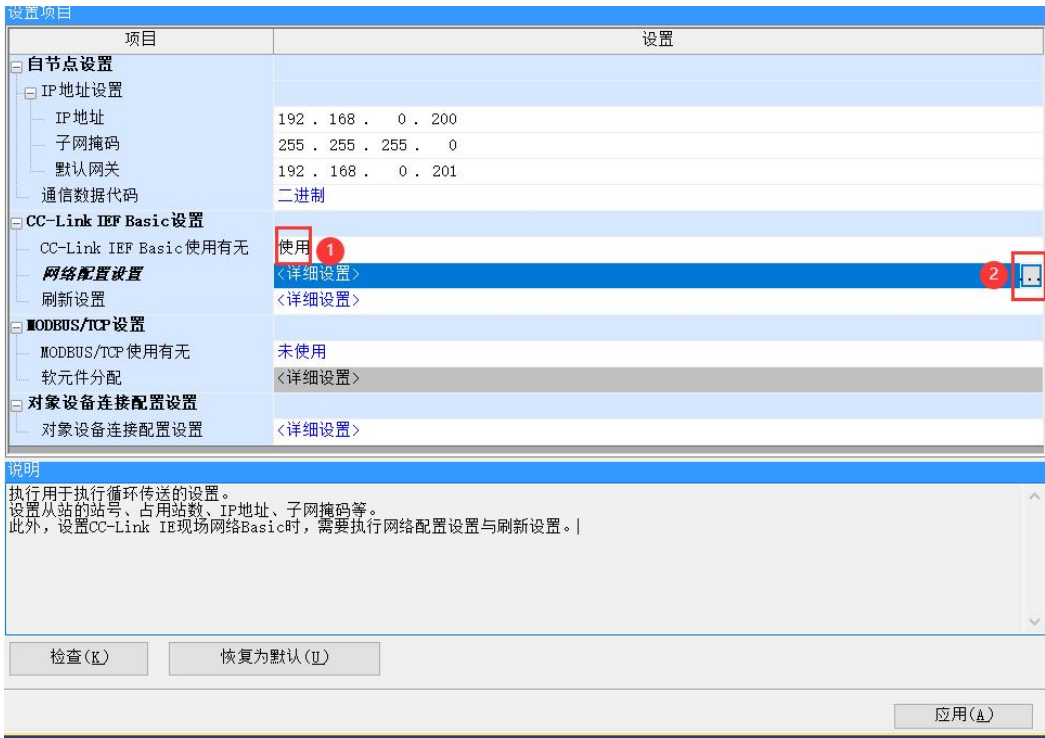 设置项目
项目 设置
自节点设置
IP地址设置
IP地址 192 . 168 . 0 . 200
子网掩码 255 . 255 . 255 . 0
默认网关 192 . 168 . 0 . 201
通信数据代码 二进制
CC-Link IEF Basic设置
CC-Link IEF Basic使用有无 使用 1
网络配置设置 <详细设置> 2 ..
刷新设置 <详细设置>
MODBUS/TCP设置
MODBUS/TCP使用有无 未使用
软元件分配 <详细设置>
对象设备连接配置设置
对象设备连接配置设置 <详细设置>
说明
执行用于执行循环传送的设置。
设置从站的站号、占用站数、IP地址、子网掩码等。
此外，设置CC-Link IE现场网络Basic时，需要执行网络配置设置与刷新设置。
检查(K) 恢复为默认(U)
应用(A)